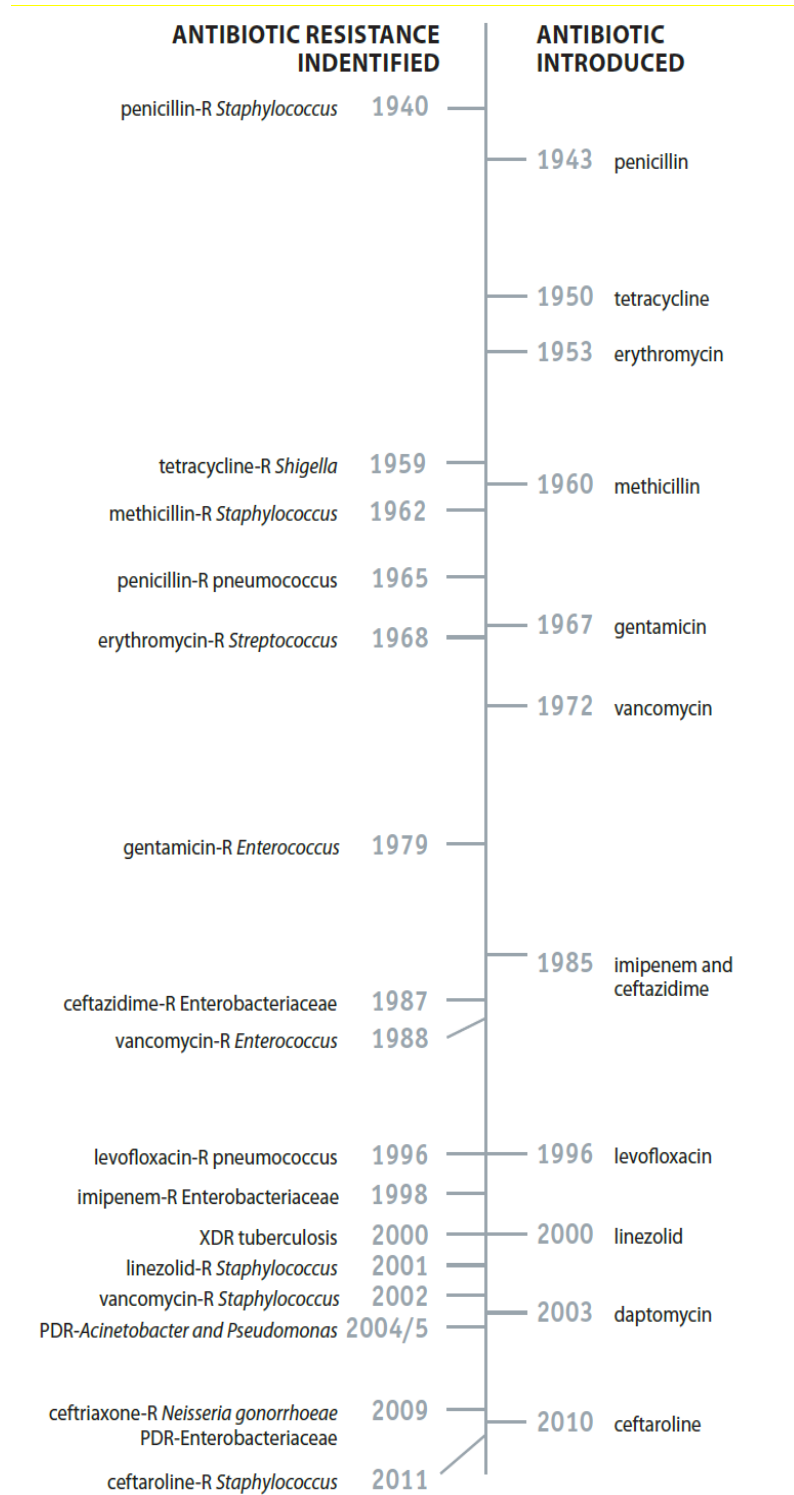 ANTIBIOTIC RESISTANCE
INDENTIFIED
ANTIBIOTIC
INTRODUCED
penicillin-R Staphylococcus 1940
1943 penicillin
1950 tetracycline
1953 erythromycin
tetracycline-R Shigella 1959
1960 methicillin
methicillin-R Staphylococcus 1962
penicillin-R pneumococcus 1965
1967 gentamicin
erythromycin-R Streptococcus 1968
1972 vancomycin
gentamicin-R Enterococcus 1979
1985 imipenem and
ceftazidime
ceftazidime-R Enterobacteriaceae 1987
vancomycin-R Enterococcus 1988
levofloxacin-R pneumococcus 1996
1996 levofloxacin
imipenem-R Enterobacteriaceae 1998
XDR tuberculosis 2000
2000 linezolid
linezolid-R Staphylococcus 2001
vancomycin-R Staphylococcus 2002
2003 daptomycin
PDR-Acinetobacter and Pseudomonas 2004/5
ceftriaxone-R Neisseria gonorrhoeae 2009
PDR-Enterobacteriaceae
2010 ceftaroline
ceftaroline-R Staphylococcus 2011